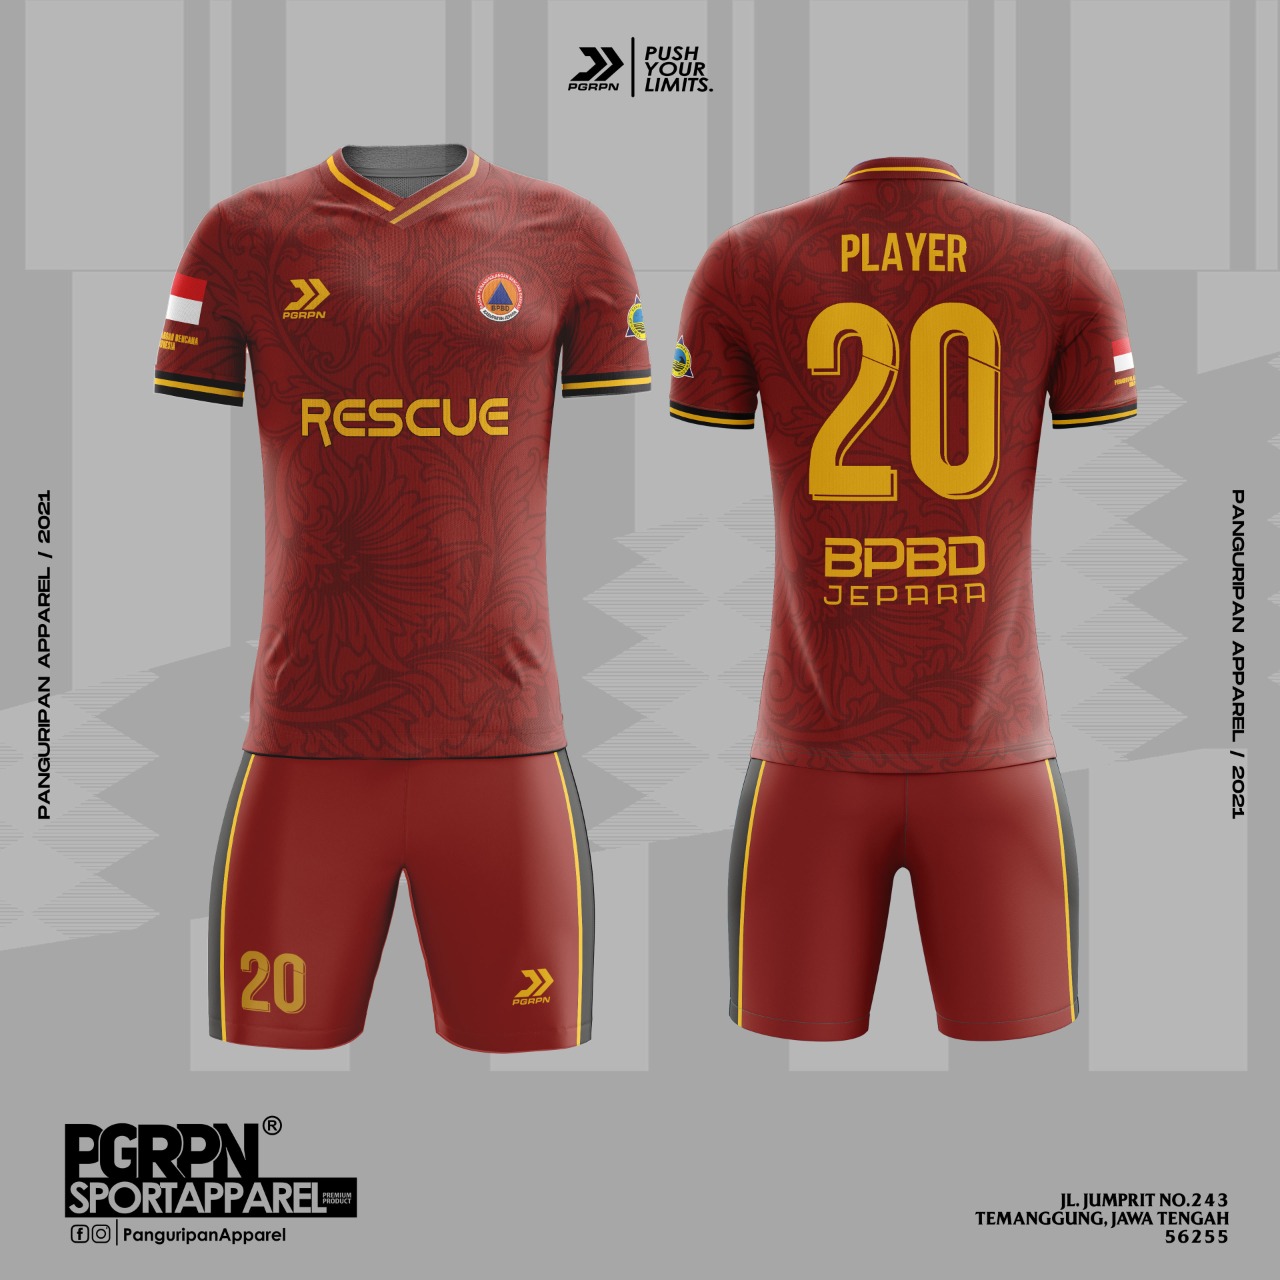 PGRPN
PUSH
YOUR
LIMITS.
PGRPN
BPBD
RESCUE
PLAYER
20
BPBD
JEPARA
20
PGRPN
PANGURIPAN APPAREL / 2021
PANGURIPAN APPAREL / 2021
PGRPN®
SPORTAPPAREL
PREMIUM
PRODUCT
PanguripanApparel
JL. JUMPRIT NO.243
TEMANGGUNG, JAWA TENGAH
56255